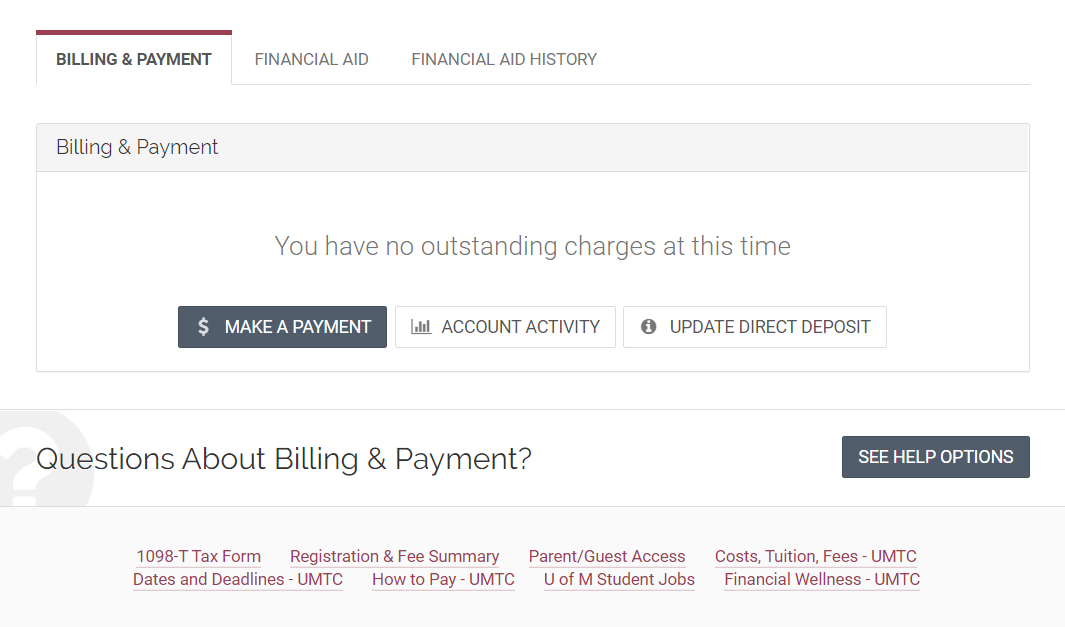 BILLING & PAYMENT FINANCIAL AID FINANCIAL AID HISTORY
Billing & Payment
You have no outstanding charges at this time
$ MAKE A PAYMENT ACCOUNT ACTIVITY UPDATE DIRECT DEPOSIT
Questions About Billing & Payment? SEE HELP OPTIONS
1098-T Tax Form Registration & Fee Summary Parent/Guest Access Costs, Tuition, Fees - UMTC
Dates and Deadlines - UMTC How to Pay - UMTC U of M Student Jobs Financial Wellness - UMTC